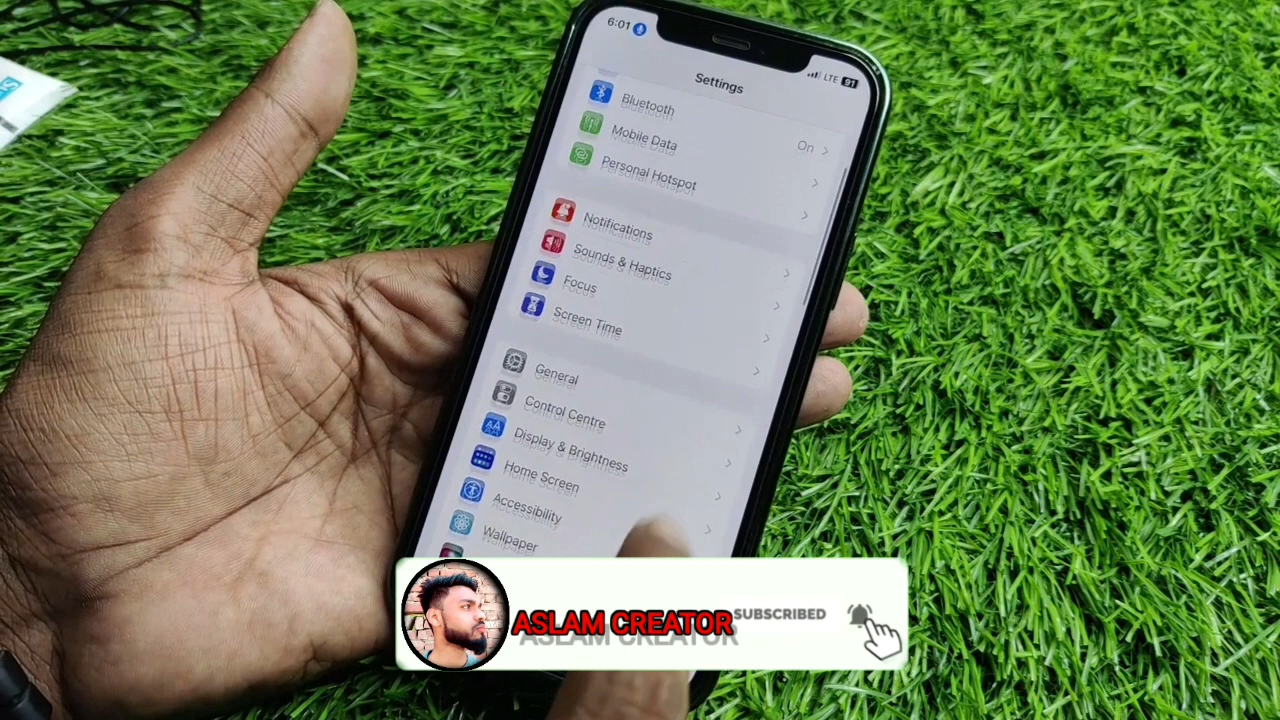 6:01
LTE 91
Settings
Bluetooth
Mobile Data
On
Personal Hotspot
Notifications
Sounds & Haptics
Focus
Screen Time
General
Control Centre
Display & Brightness
Home Screen
Accessibility
Wallpaper
ASLAM CREATOR
SUBSCRIBED